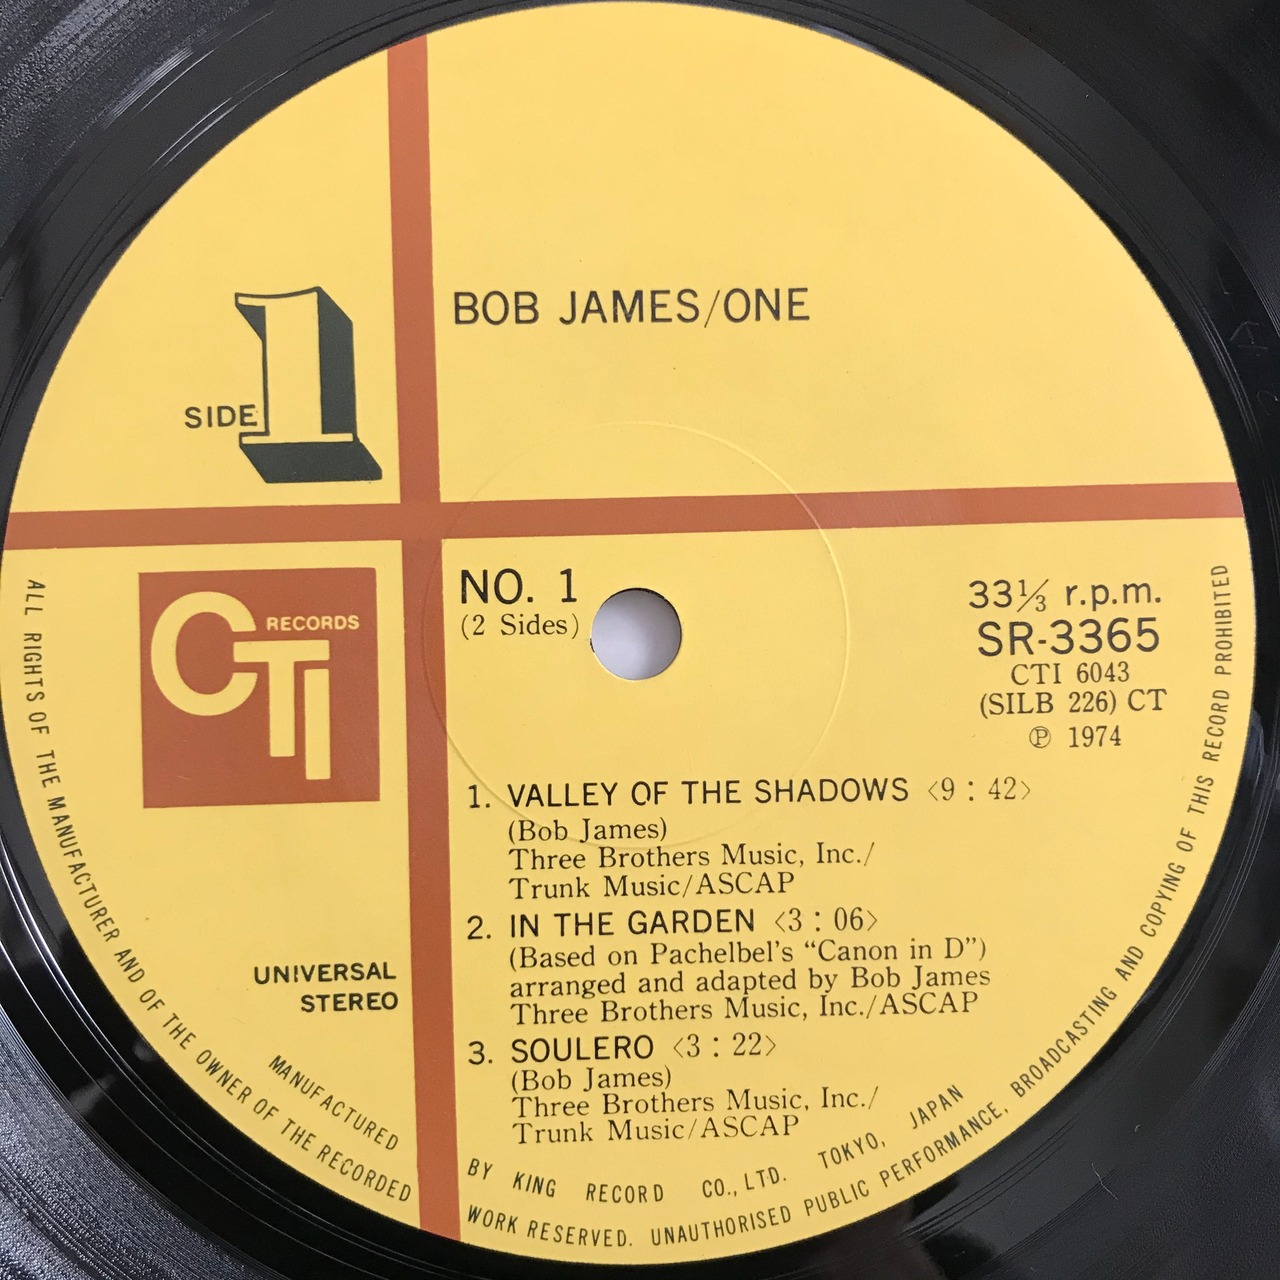 BOB JAMES/ONE
SIDE 1
CTI RECORDS
NO. 1
(2 Sides)
33⅓ r.p.m.
SR-3365
CTI 6043
(SILB 226) CT
℗ 1974
1. VALLEY OF THE SHADOWS <9 : 42>
(Bob James)
Three Brothers Music, Inc./
Trunk Music/ASCAP
2. IN THE GARDEN <3 : 06>
(Based on Pachelbel's “Canon in D”)
arranged and adapted by Bob James
Three Brothers Music, Inc./ASCAP
3. SOULERO <3 : 22>
(Bob James)
Three Brothers Music, Inc./
Trunk Music/ASCAP
UNIVERSAL
STEREO
MANUFACTURED BY KING RECORD CO., LTD. TOKYO, JAPAN
ALL RIGHTS OF THE MANUFACTURER AND OF THE OWNER OF THE RECORDED WORK RESERVED. UNAUTHORISED PUBLIC PERFORMANCE, BROADCASTING AND COPYING OF THIS RECORD PROHIBITED